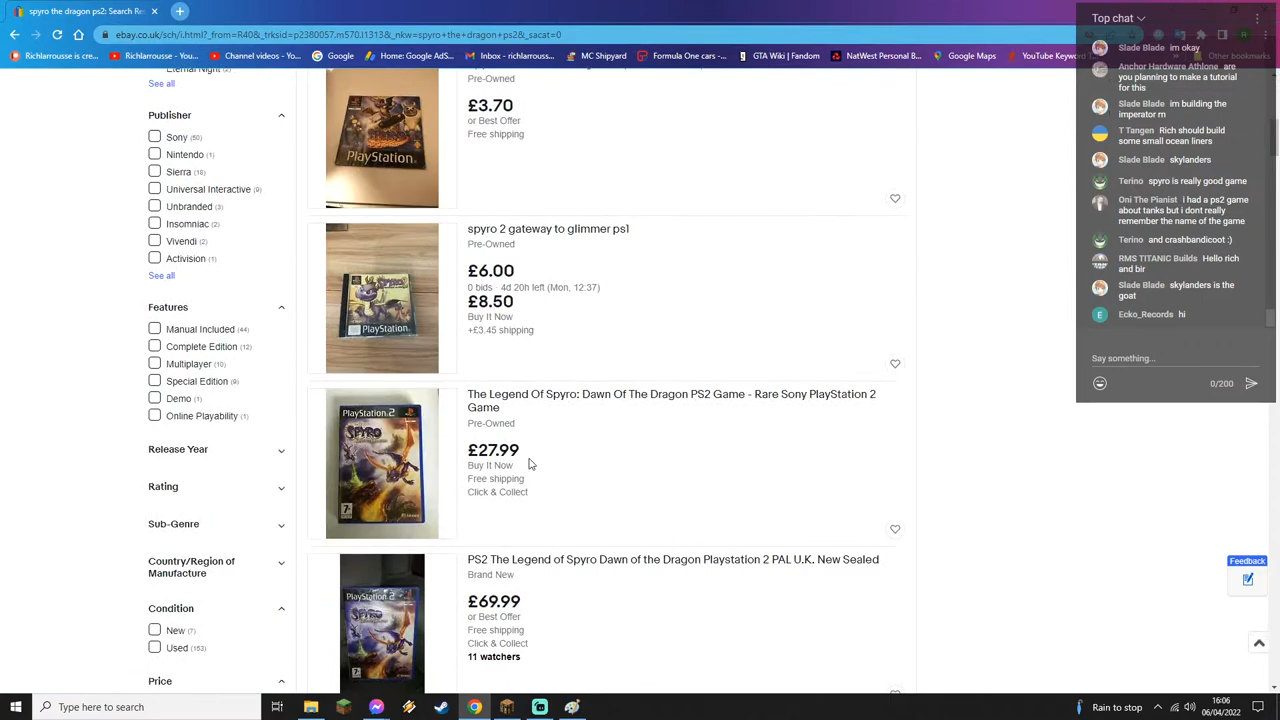 spyro the dragon ps2: Search Res
ebay.co.uk/sch/i.html?_from=R40&_trksid=p2380057.m570.l1313&_nkw=spyro+the+dragon+ps2&_sacat=0
Richlarrousse is cre...
Richlarrousse - You...
Google
Home: Google AdS...
Inbox - richlarrouss...
MC Shipyard
Formula One cars -...
GTA Wiki | Fandom
NatWest Personal B...
Google Maps
YouTube Keyword
Other bookmarks
Eternal Night (2)
See all
Publisher
Sony (50)
Nintendo (1)
Sierra (18)
Universal Interactive (9)
Unbranded (3)
Insomniac (2)
Vivendi (2)
Activision (1)
See all
Features
Manual Included (44)
Complete Edition (12)
Multiplayer (10)
Special Edition (9)
Demo (1)
Online Playability (1)
Release Year
Rating
Sub-Genre
Country/Region of
Manufacture
Condition
New (7)
Used (153)
Price
Pre-Owned
£3.70
or Best Offer
Free shipping
PlayStation
spyro 2 gateway to glimmer ps1
Pre-Owned
£6.00
0 bids · 4d 20h left (Mon, 12:37)
£8.50
Buy It Now
+£3.45 shipping
PlayStation
The Legend Of Spyro: Dawn Of The Dragon PS2 Game - Rare Sony PlayStation 2
Game
Pre-Owned
£27.99
Buy It Now
Free shipping
Click & Collect
PlayStation 2
SPYRO
7+
PS2 The Legend of Spyro Dawn of the Dragon Playstation 2 PAL U.K. New Sealed
Brand New
£69.99
or Best Offer
Free shipping
Click & Collect
11 watchers
PlayStation 2
SPYRO
Top chat
Slade Blade im okay
Anchor Hardware Athlone are
you planning to make a tutorial
for this
Slade Blade im building the
imperator rn
T Tangen Rich should build
some small ocean liners
Slade Blade skylanders
Terino spyro is really good game
Oni The Pianist i had a ps2 game
about tanks but i dont really
remember the name of the game
Terino and crashbandicoot :)
RMS TITANIC Builds Hello rich
and bir
Slade Blade skylanders is the
goat
E
Ecko_Records hi
Say something...
0/200
Feedback
Type here to search
Rain to stop
16:06
06/04/2022